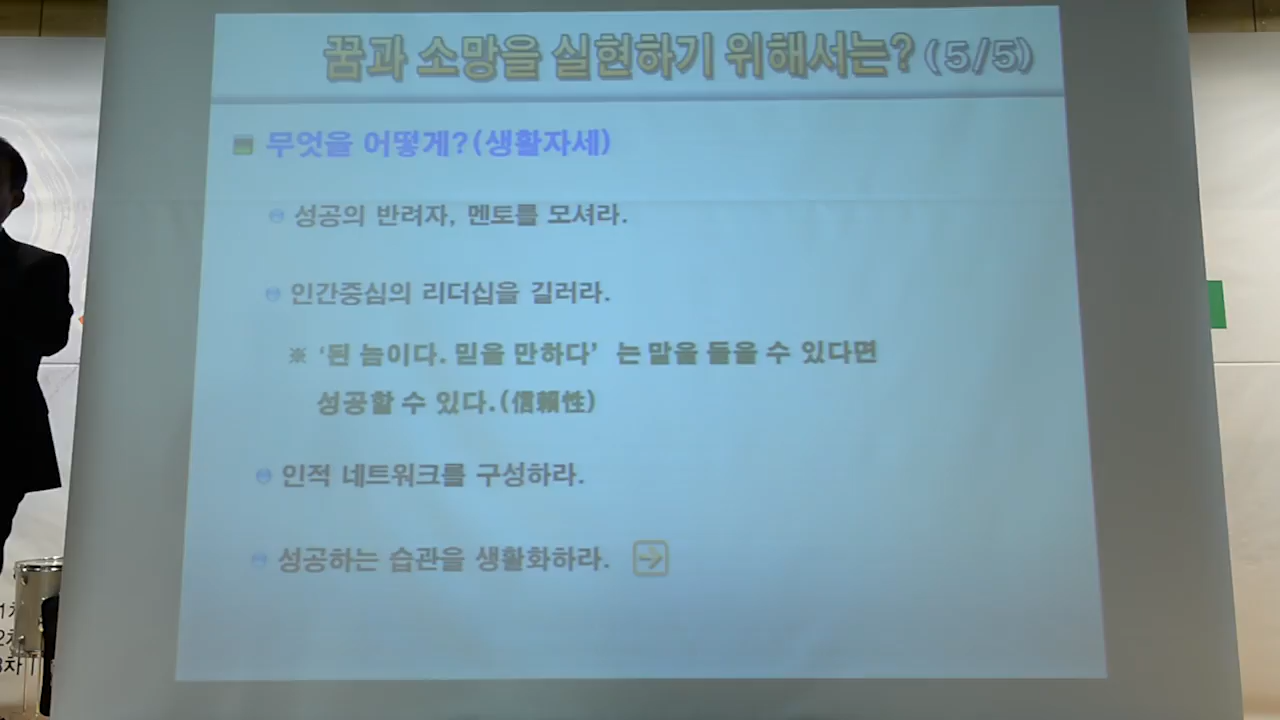 꿈과 소망을 실현하기 위해서는? (5/5)
무엇을 어떻게?(생활자세)
성공의 반려자, 멘토를 모셔라.
인간중심의 리더십을 길러라.
※ ‘된 놈이다. 믿을 만하다’ 는 말을 들을 수 있다면
성공할 수 있다.(信賴性)
인적 네트워크를 구성하라.
성공하는 습관을 생활화하라.